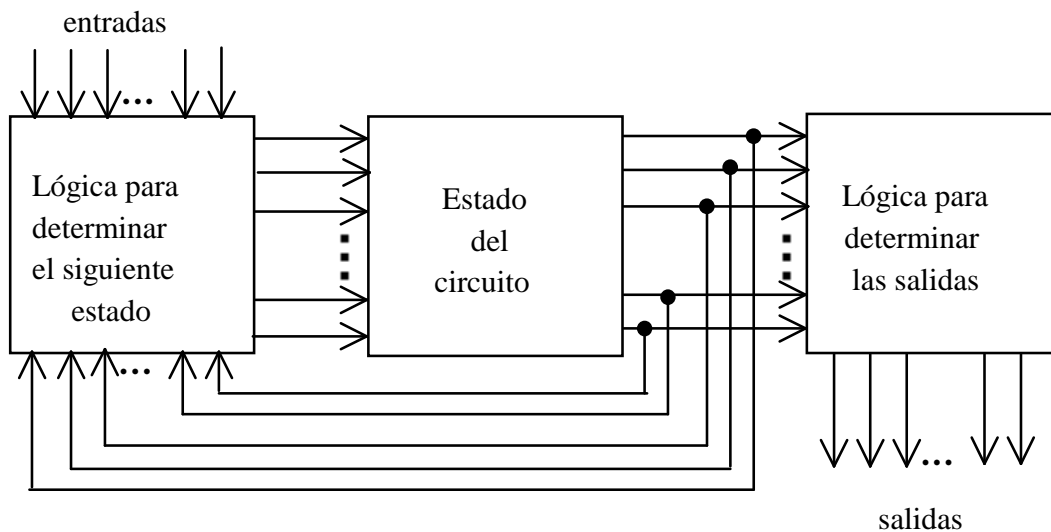 entradas
Lógica para
determinar
el siguiente
estado
Estado
del
circuito
Lógica para
determinar
las salidas
salidas